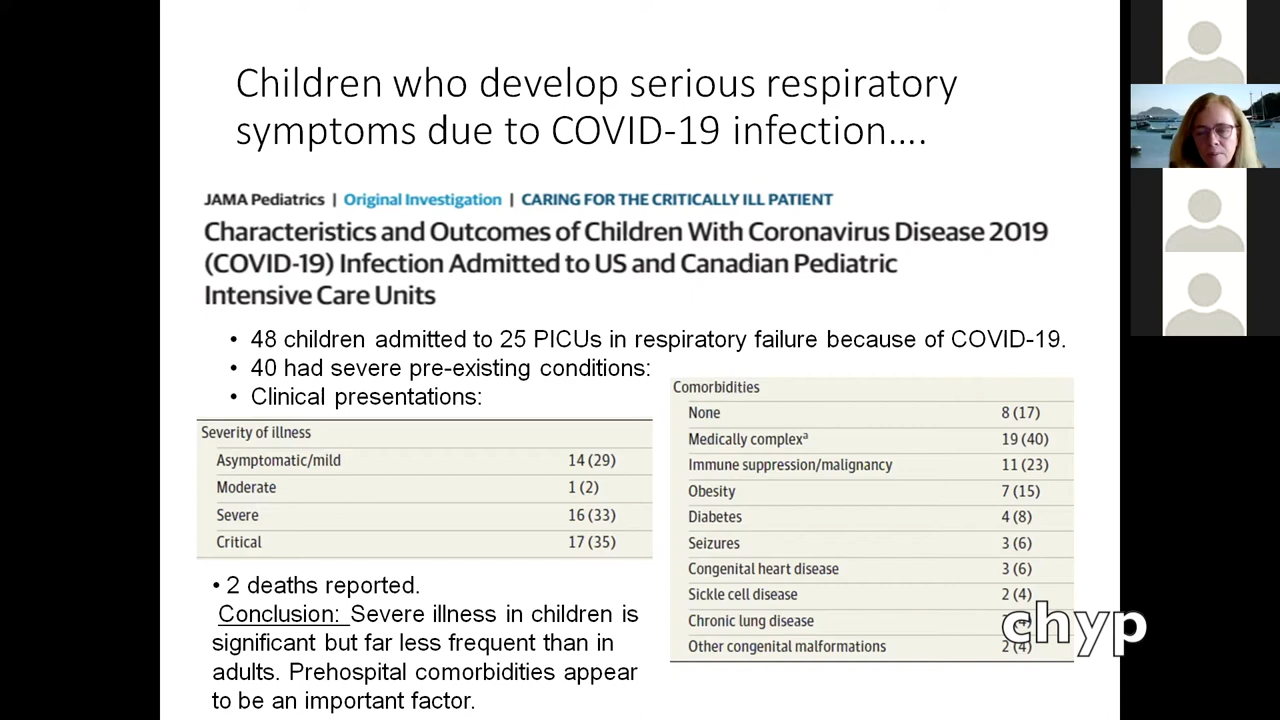 Children who develop serious respiratory
symptoms due to COVID-19 infection....
JAMA Pediatrics | Original Investigation | CARING FOR THE CRITICALLY ILL PATIENT
Characteristics and Outcomes of Children With Coronavirus Disease 2019
(COVID-19) Infection Admitted to US and Canadian Pediatric
Intensive Care Units
• 48 children admitted to 25 PICUs in respiratory failure because of COVID-19.
• 40 had severe pre-existing conditions:
• Clinical presentations:
Severity of illness
Asymptomatic/mild 14 (29)
Moderate 1 (2)
Severe 16 (33)
Critical 17 (35)
Comorbidities
None 8 (17)
Medically complexᵃ 19 (40)
Immune suppression/malignancy 11 (23)
Obesity 7 (15)
Diabetes 4 (8)
Seizures 3 (6)
Congenital heart disease 3 (6)
Sickle cell disease 2 (4)
Chronic lung disease
Other congenital malformations 2 (4)
• 2 deaths reported.
Conclusion: Severe illness in children is
significant but far less frequent than in
adults. Prehospital comorbidities appear
to be an important factor.
chyp